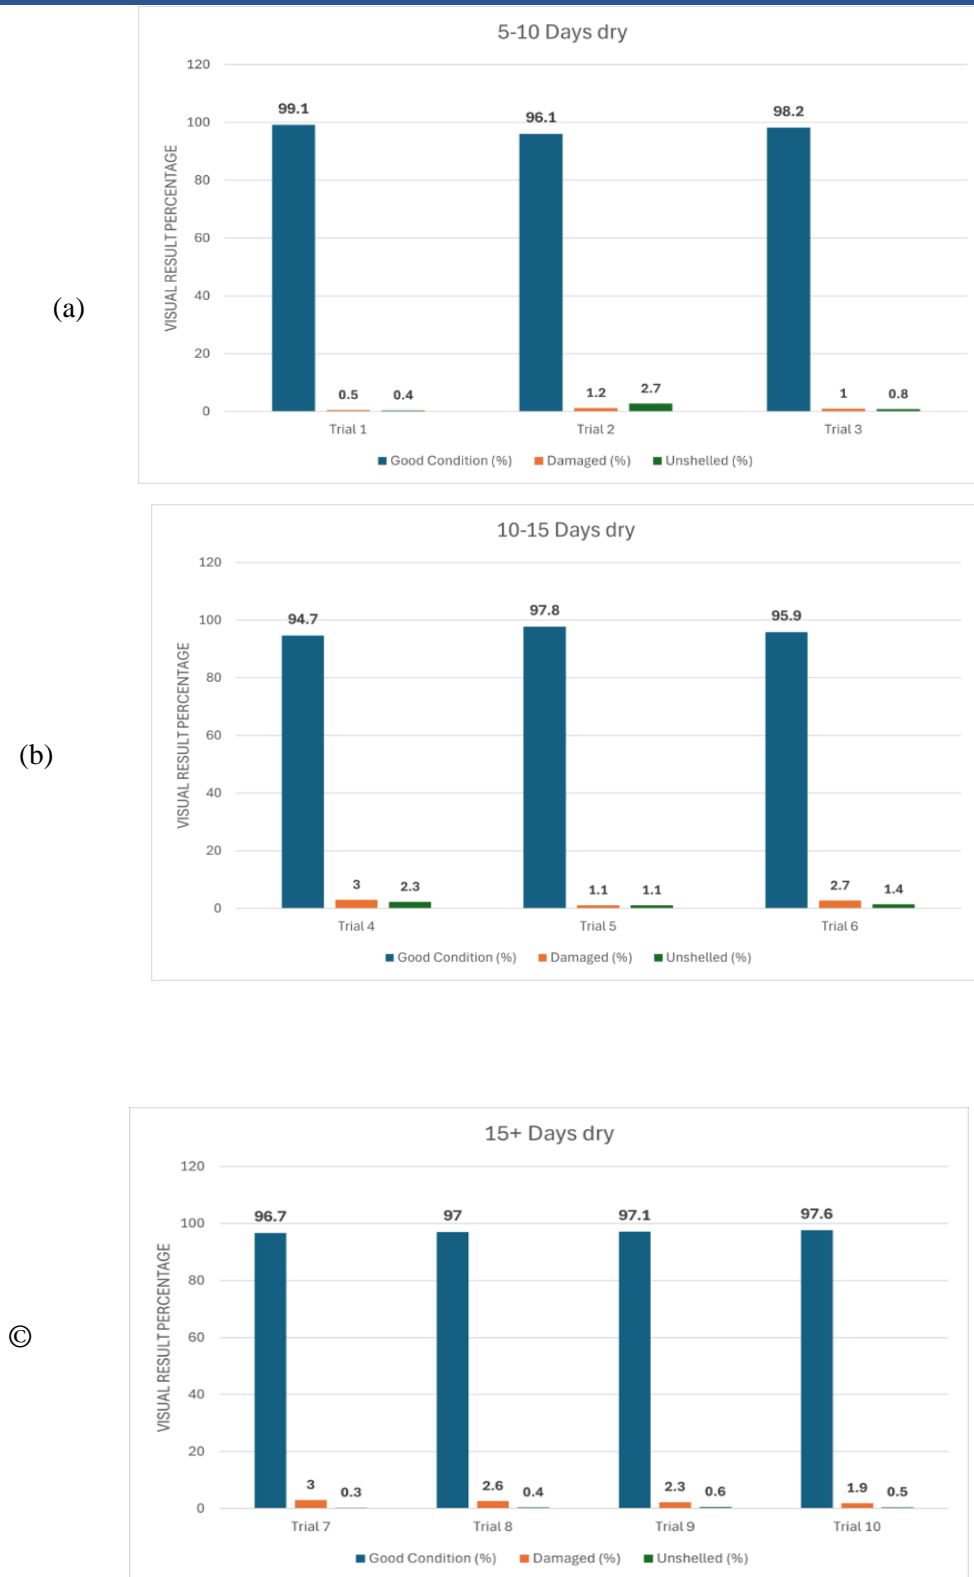 5-10 Days dry
120
100
80
60
40
20
0
VISUAL RESULT PERCENTAGE
99.1 0.5 0.4
96.1 1.2 2.7
98.2 1 0.8
Trial 1 Trial 2 Trial 3
Good Condition (%) Damaged (%) Unshelled (%)
(a)
10-15 Days dry
120
100
80
60
40
20
0
VISUAL RESULT PERCENTAGE
94.7 3 2.3
97.8 1.1 1.1
95.9 2.7 1.4
Trial 4 Trial 5 Trial 6
Good Condition (%) Damaged (%) Unshelled (%)
(b)
15+ Days dry
120
100
80
60
40
20
0
VISUAL RESULT PERCENTAGE
96.7 3 0.3
97 2.6 0.4
97.1 2.3 0.6
97.6 1.9 0.5
Trial 7 Trial 8 Trial 9 Trial 10
Good Condition (%) Damaged (%) Unshelled (%)
©